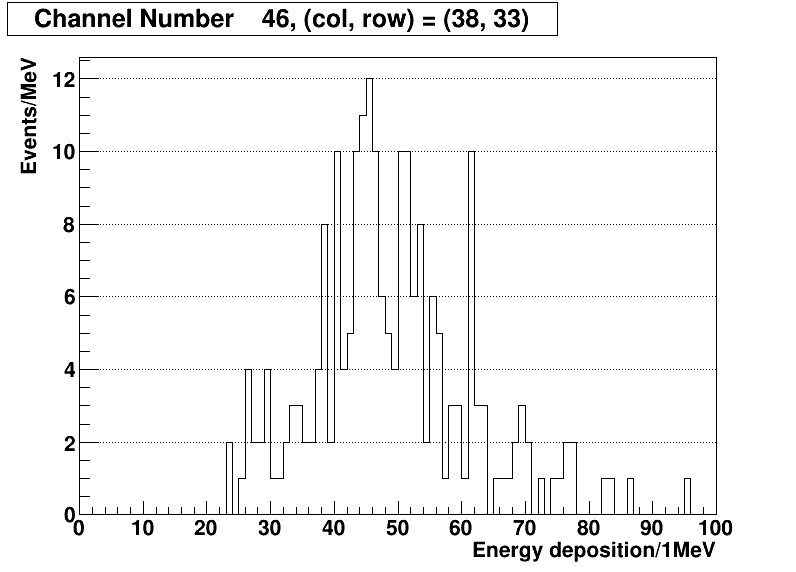 Channel Number 46, (col, row) = (38, 33)
Events/MeV
12
10
8
6
4
2
0
0 10 20 30 40 50 60 70 80 90 100
Energy deposition/1MeV